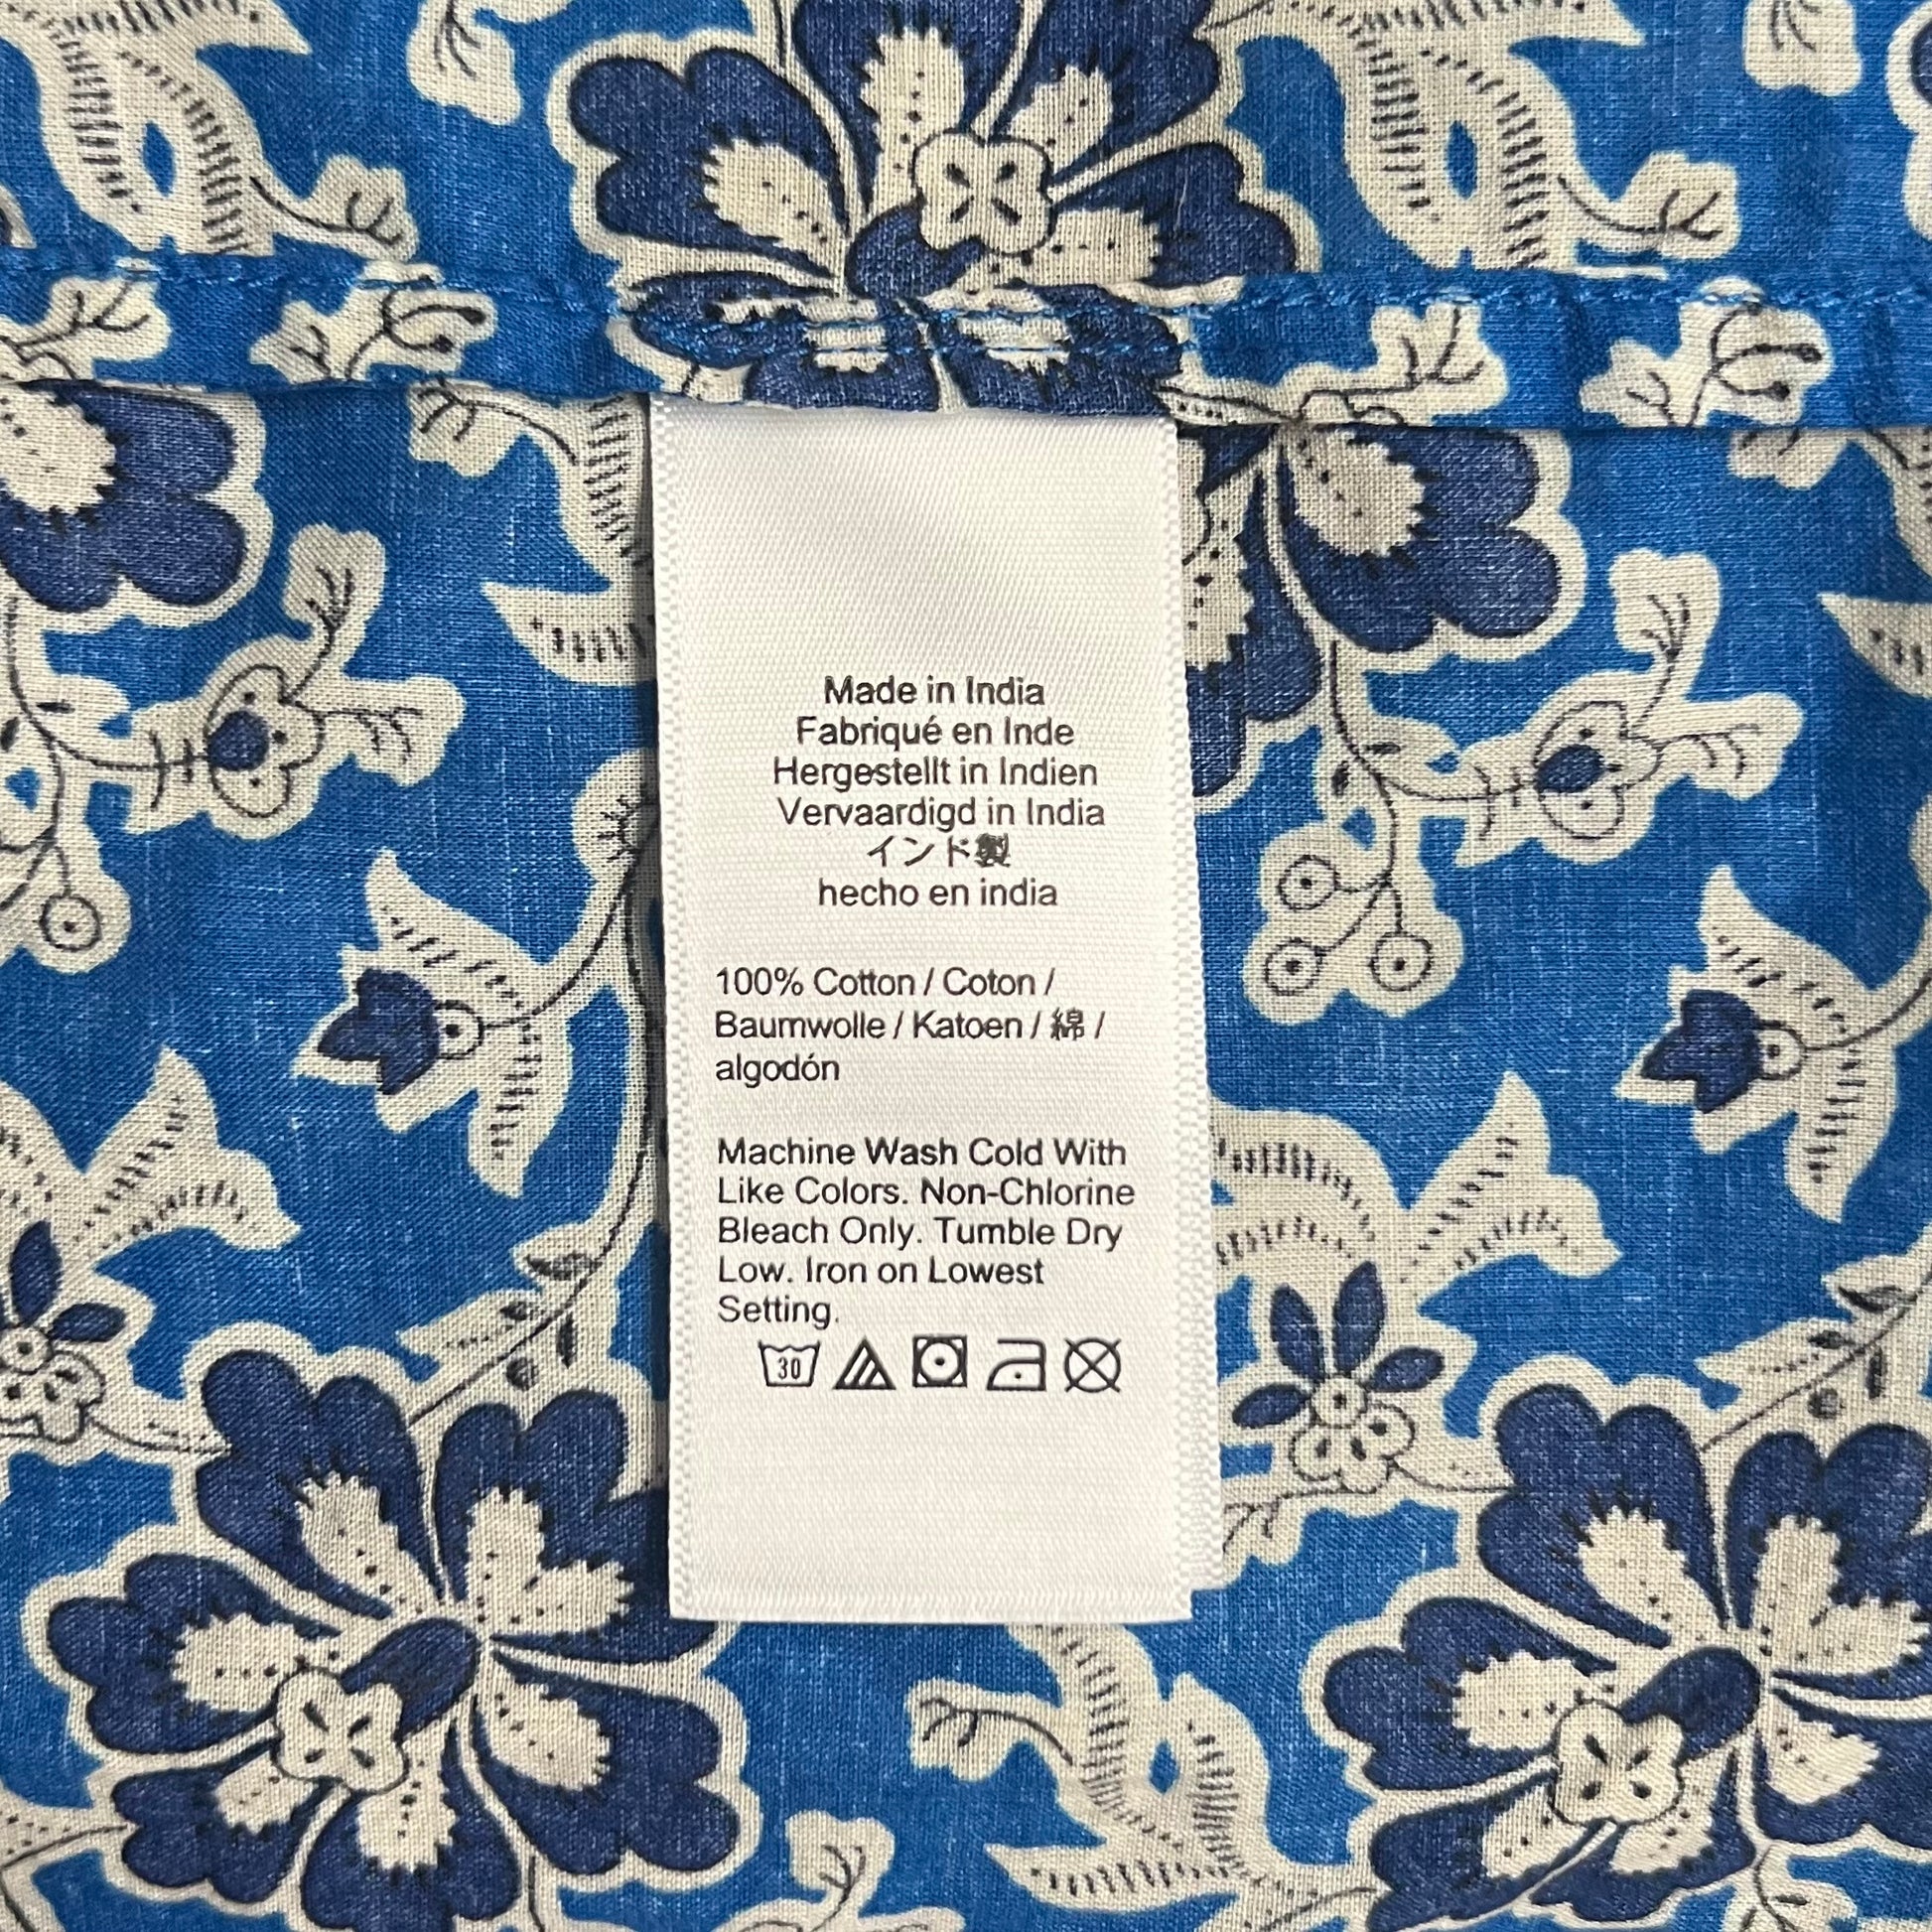 Made in India
Fabriqué en Inde
Hergestellt in Indien
Vervaardigd in India
インド製
hecho en india
100% Cotton / Coton /
Baumwolle / Katoen / 綿 /
algodón
Machine Wash Cold With
Like Colors. Non-Chlorine
Bleach Only. Tumble Dry
Low. Iron on Lowest
Setting.
30